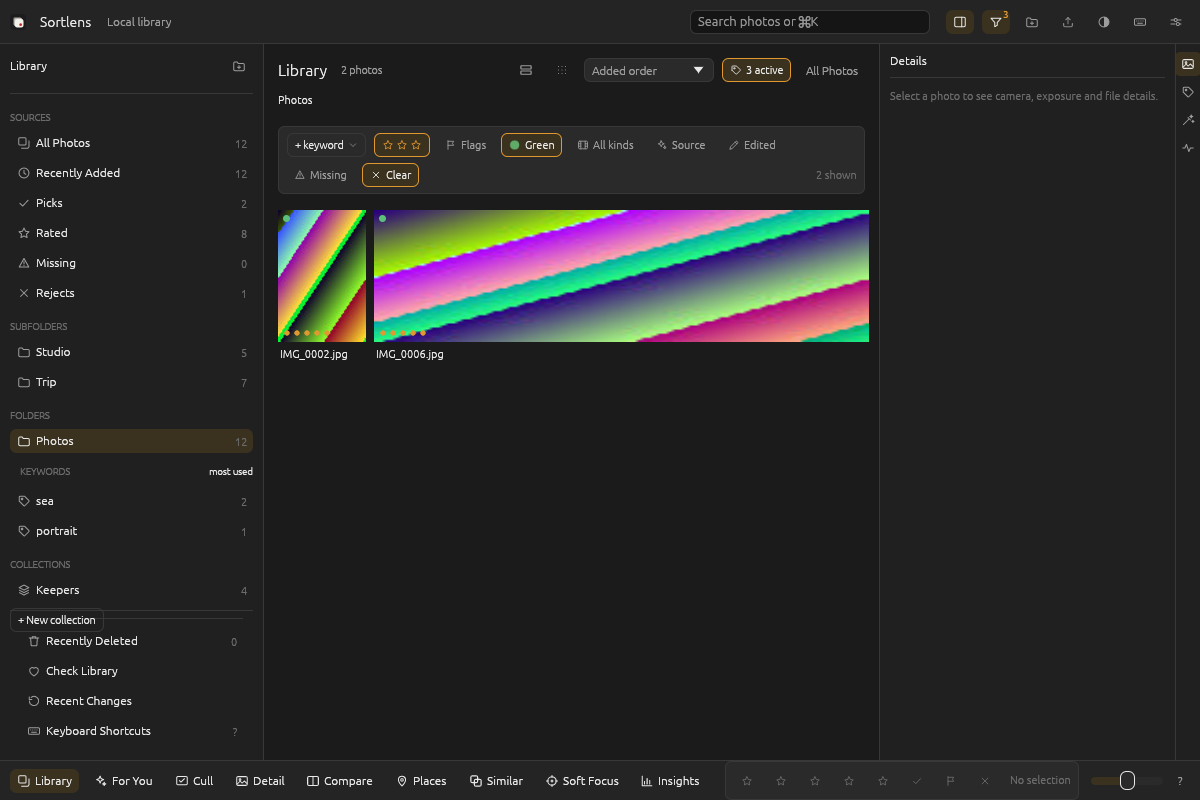 Sortlens Local library
Search photos or ⌘K
3
Library
SOURCES
All Photos 12
Recently Added 12
Picks 2
Rated 8
Missing 0
Rejects 1
SUBFOLDERS
Studio 5
Trip 7
FOLDERS
Photos 12
KEYWORDS most used
sea 2
portrait 1
COLLECTIONS
Keepers 4
+ New collection
Recently Deleted 0
Check Library
Recent Changes
Keyboard Shortcuts ?
Library 2 photos
Added order
3 active
All Photos
Photos
+ keyword
Flags
Green
All kinds
Source
Edited
Missing
Clear
2 shown
IMG_0002.jpg
IMG_0006.jpg
Details
Select a photo to see camera, exposure and file details.
Library For You Cull Detail Compare Places Similar Soft Focus Insights
No selection
?